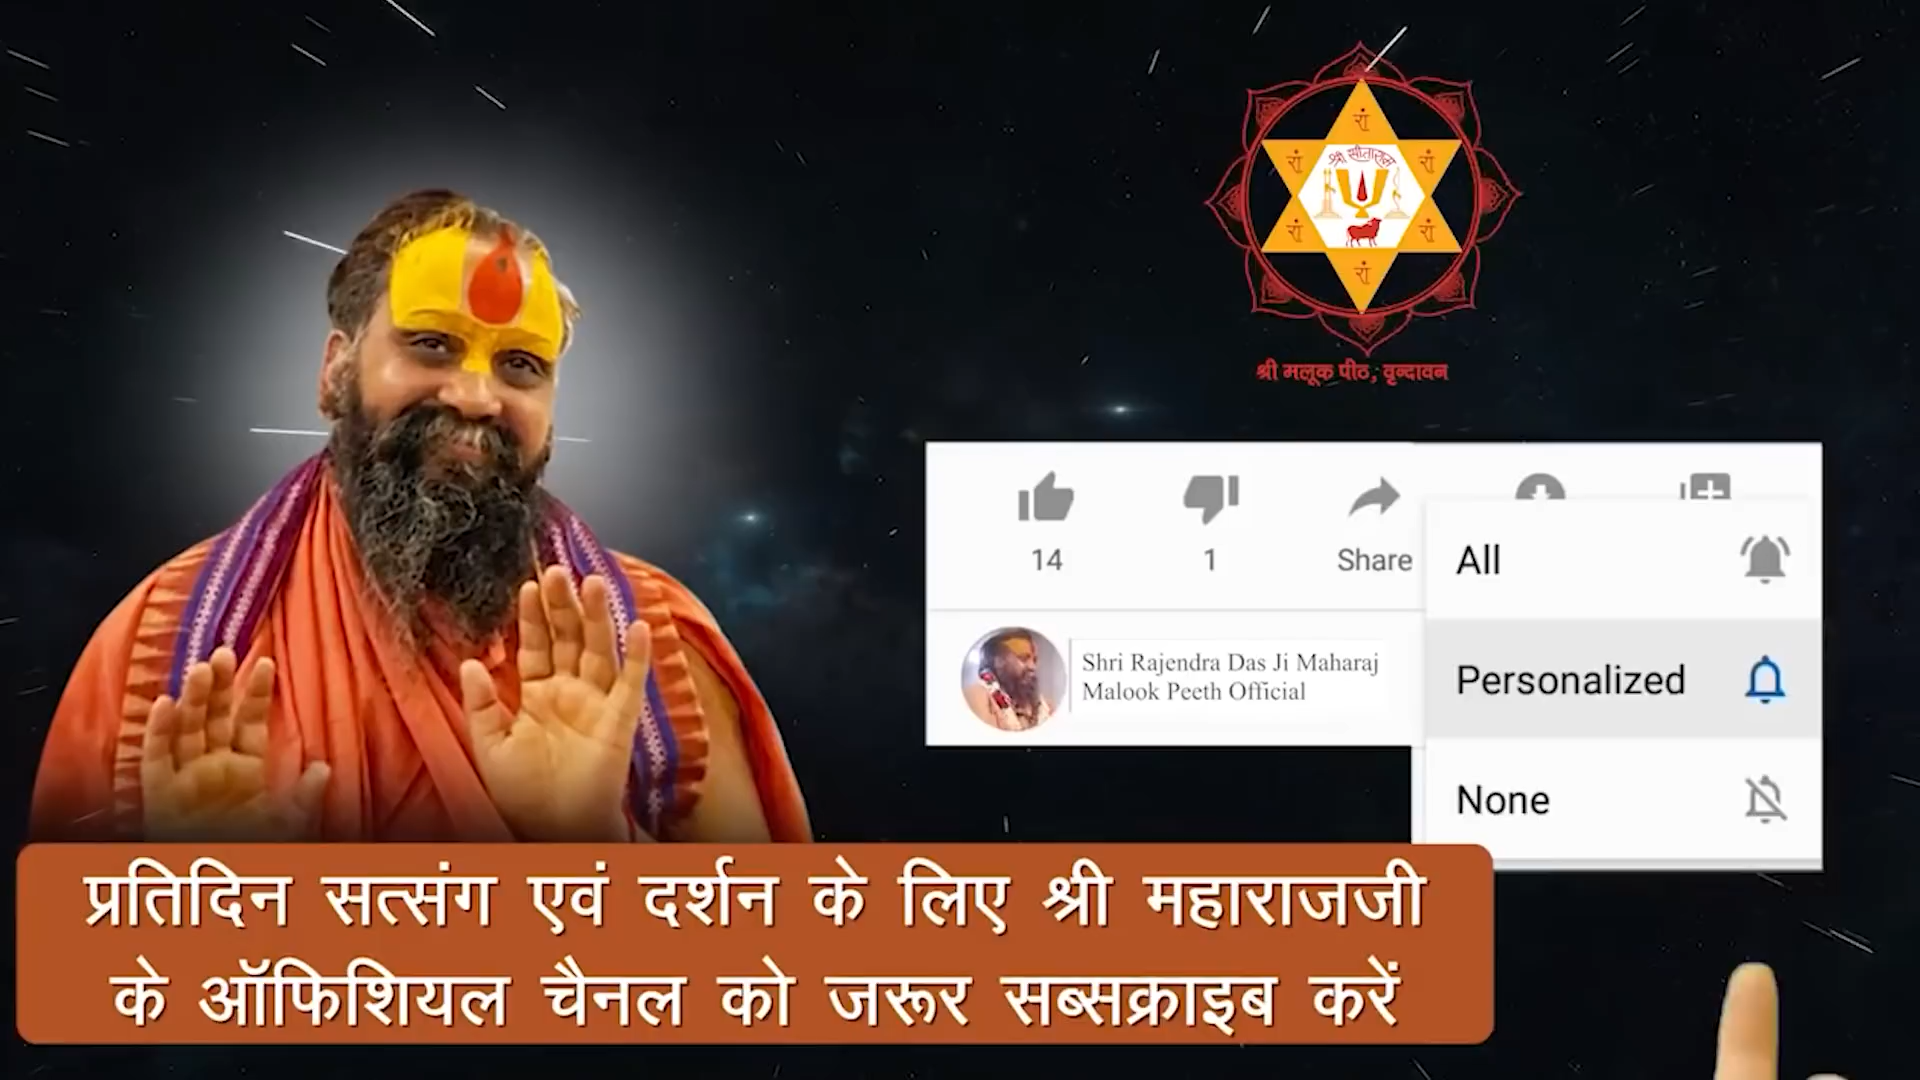 रां
रां
रां
श्री सीताराम
रां
रां
रां
श्री मलूक पीठ, वृन्दावन
14
1
Share
All
Personalized
None
Shri Rajendra Das Ji Maharaj
Malook Peeth Official
प्रतिदिन सत्संग एवं दर्शन के लिए श्री महाराजजी
के ऑफिशियल चैनल को जरूर सब्सक्राइब करें